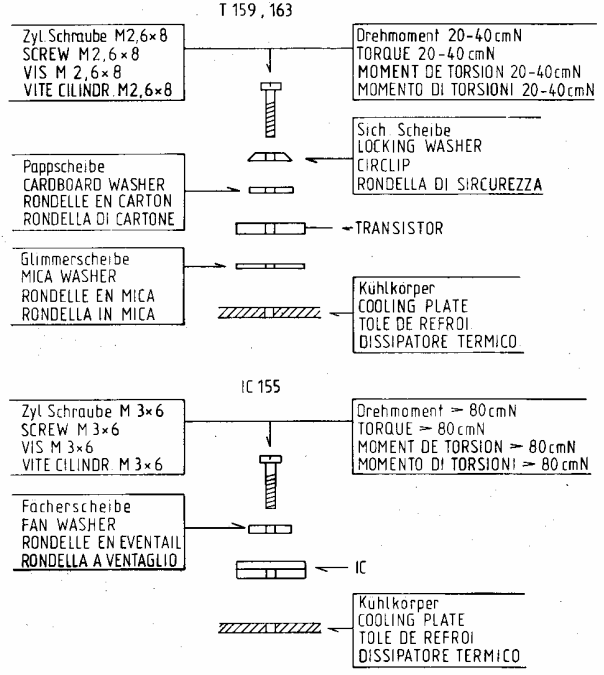 T 159, 163
Zyl. Schraube M2,6×8
SCREW M2,6×8
VIS M 2,6×8
VITE CILINDR. M2,6×8
Drehmoment 20-40cmN
TORQUE 20-40cmN
MOMENT DE TORSION 20-40cmN
MOMENTO DI TORSIONI 20-40cmN
Sich. Scheibe
LOCKING WASHER
CIRCLIP
RONDELLA DI SIRCUREZZA
Pappscheibe
CARDBOARD WASHER
RONDELLE EN CARTON
RONDELLA DI CARTONE
TRANSISTOR
Glimmerscheibe
MICA WASHER
RONDELLE EN MICA
RONDELLA IN MICA
Kühlkörper
COOLING PLATE
TOLE DE REFROI.
DISSIPATORE TERMICO
IC 155
Zyl. Schraube M 3×6
SCREW M 3×6
VIS M 3×6
VITE CILINDR. M 3×6
Drehmoment ≥ 80cmN
TORQUE ≥ 80cmN
MOMENT DE TORSION ≥ 80cmN
MOMENTO DI TORSIONI ≥ 80cmN
Facherscheibe
FAN WASHER
RONDELLE EN EVENTAIL
RONDELLA A VENTAGLIO
IC
Kuhlkorper
COOLING PLATE
TOLE DE REFROI
DISSIPATORE TERMICO